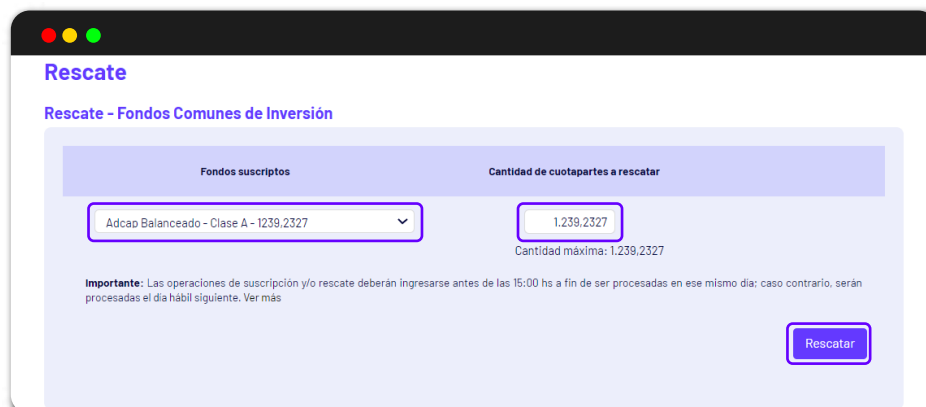 Rescate
Rescate - Fondos Comunes de Inversión
Fondos suscriptos
Cantidad de cuotapartes a rescatar
Adcap Balanceado - Clase A - 1239,2327
1.239,2327
Cantidad máxima: 1.239,2327
Importante: Las operaciones de suscripción y/o rescate deberán ingresarse antes de las 15:00 hs a fin de ser procesadas en ese mismo día; caso contrario, serán
procesadas el día hábil siguiente. Ver más
Rescatar